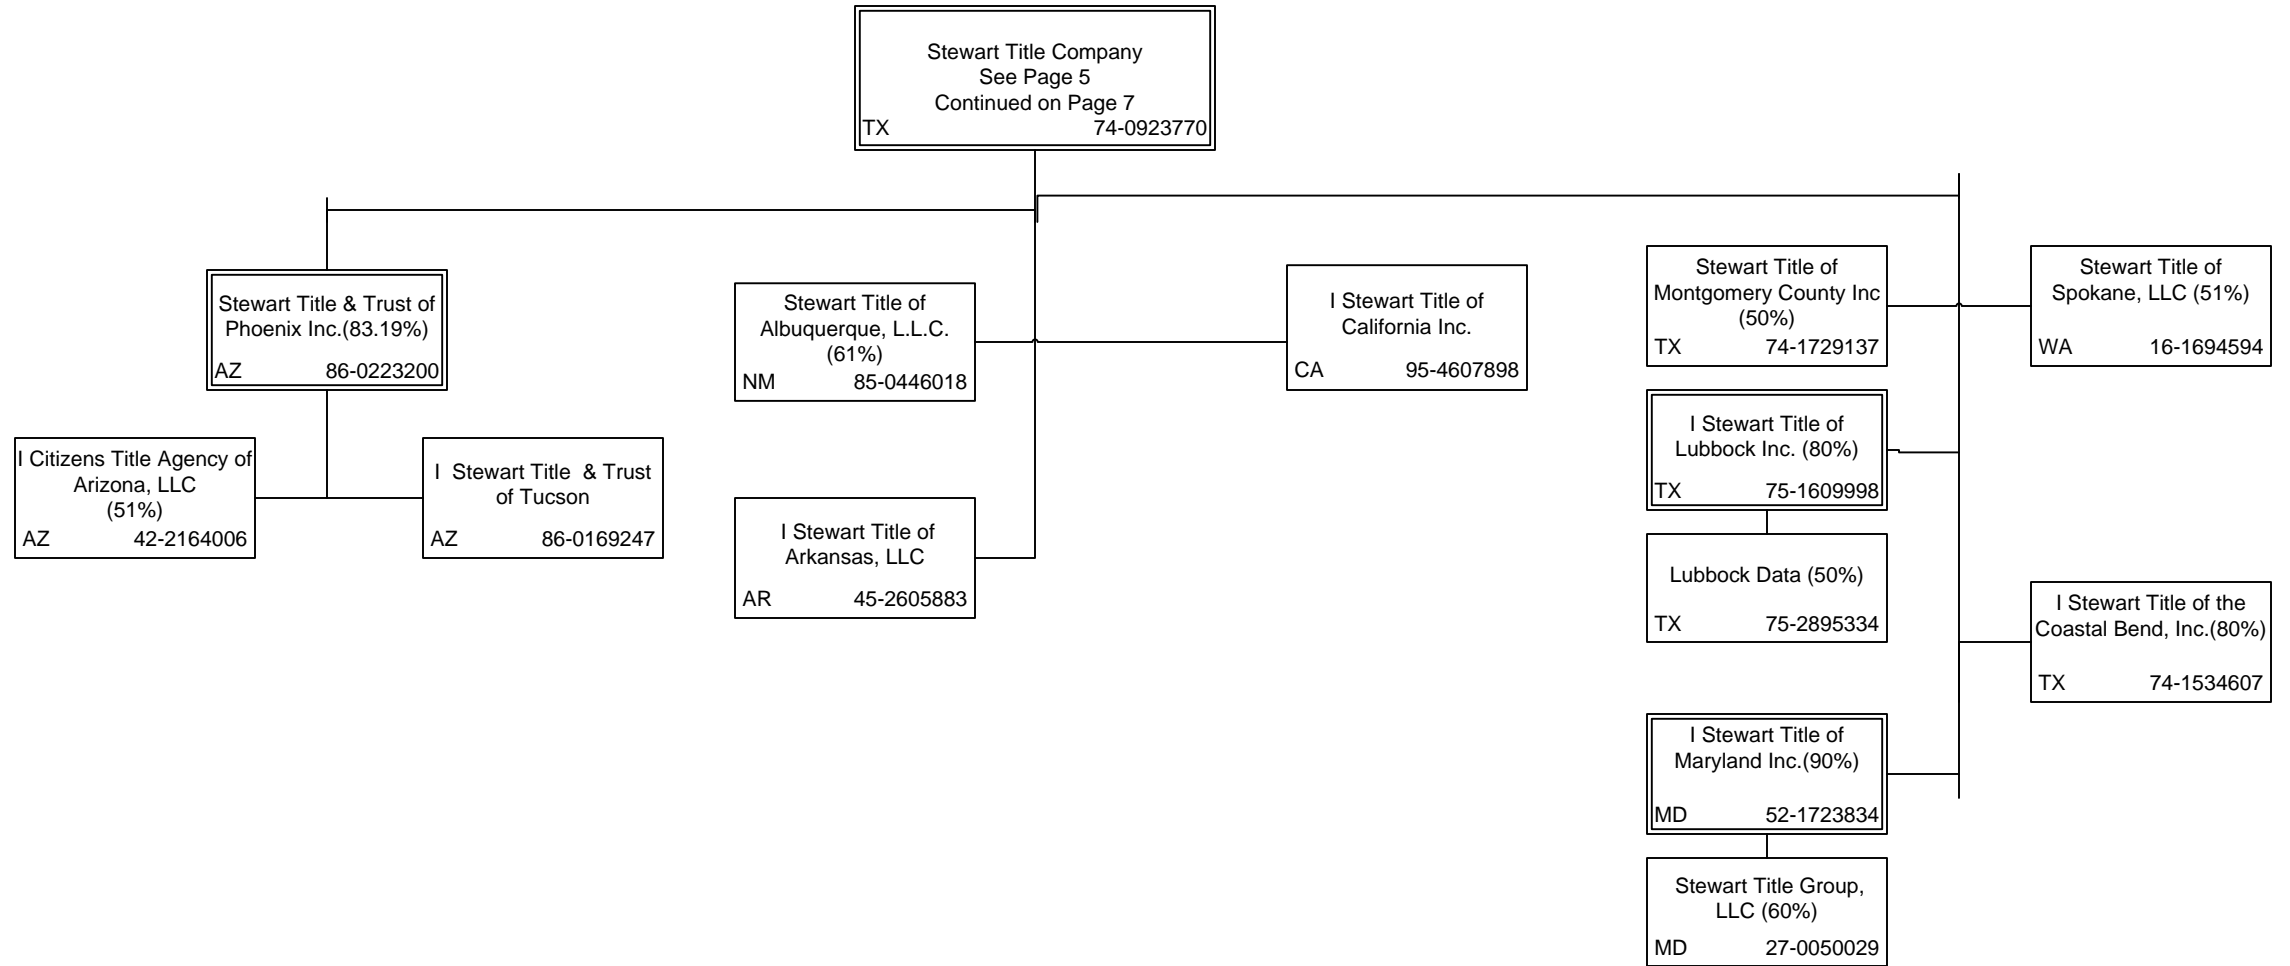 Stewart Title Company
See Page 5
Continued on Page 7
TX 74-0923770
Stewart Title & Trust of
Phoenix Inc.(83.19%)
AZ 86-0223200
I Citizens Title Agency of
Arizona, LLC
(51%)
AZ 42-2164006
I Stewart Title & Trust
of Tucson
AZ 86-0169247
Stewart Title of
Albuquerque, L.L.C.
(61%)
NM 85-0446018
I Stewart Title of
Arkansas, LLC
AR 45-2605883
I Stewart Title of
California Inc.
CA 95-4607898
Stewart Title of
Montgomery County Inc
(50%)
TX 74-1729137
Stewart Title of
Spokane, LLC (51%)
WA 16-1694594
I Stewart Title of
Lubbock Inc. (80%)
TX 75-1609998
Lubbock Data (50%)
TX 75-2895334
I Stewart Title of the
Coastal Bend, Inc.(80%)
TX 74-1534607
I Stewart Title of
Maryland Inc.(90%)
MD 52-1723834
Stewart Title Group,
LLC (60%)
MD 27-0050029